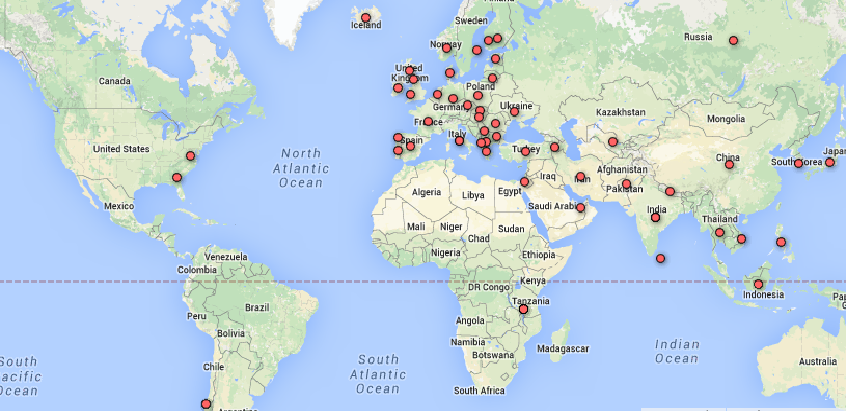 Iceland
Sweden
Russia
Norway
United
Kingdom
Canada
Poland
Germany
Ukraine
Kazakhstan
Mongolia
France
United States
Spain
Italy
Turkey
China
South Korea
Japan
North
Atlantic
Ocean
Afghanistan
Iraq
Iran
Pakistan
Algeria
Libya
Egypt
Mexico
Saudi Arabia
India
Thailand
Mali
Niger
Chad
Sudan
Nigeria
Ethiopia
Venezuela
Colombia
DR Congo
Kenya
Indonesia
Tanzania
Brazil
Peru
Angola
Bolivia
Namibia
Botswana
Madagascar
Indian
Ocean
South
Atlantic
Ocean
South
acific
Ocean
Chile
Australia
South Africa